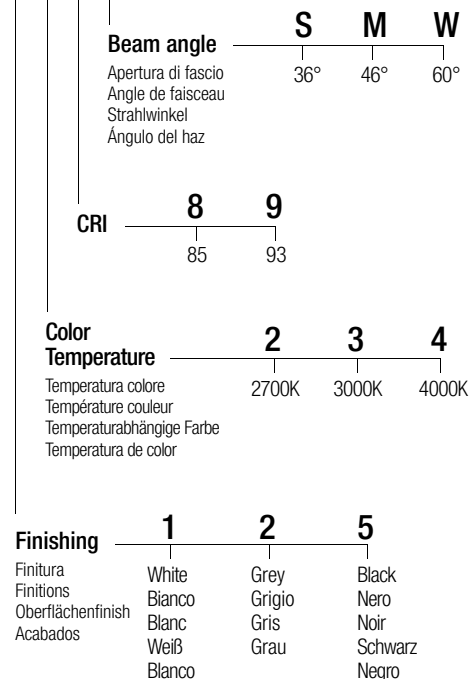 S M W
Beam angle
36° 46° 60°
Apertura di fascio
Angle de faisceau
Strahlwinkel
Ángulo del haz
8 9
CRI
85 93
Color
Temperature
2 3 4
2700K 3000K 4000K
Temperatura colore
Température couleur
Temperaturabhängige Farbe
Temperatura de color
1 2 5
Finishing
Finitura
Finitions
Oberflächenfinish
Acabados
White Grey Black
Bianco Grigio Nero
Blanc Gris Noir
Weiß Grau Schwarz
Blanco Negro